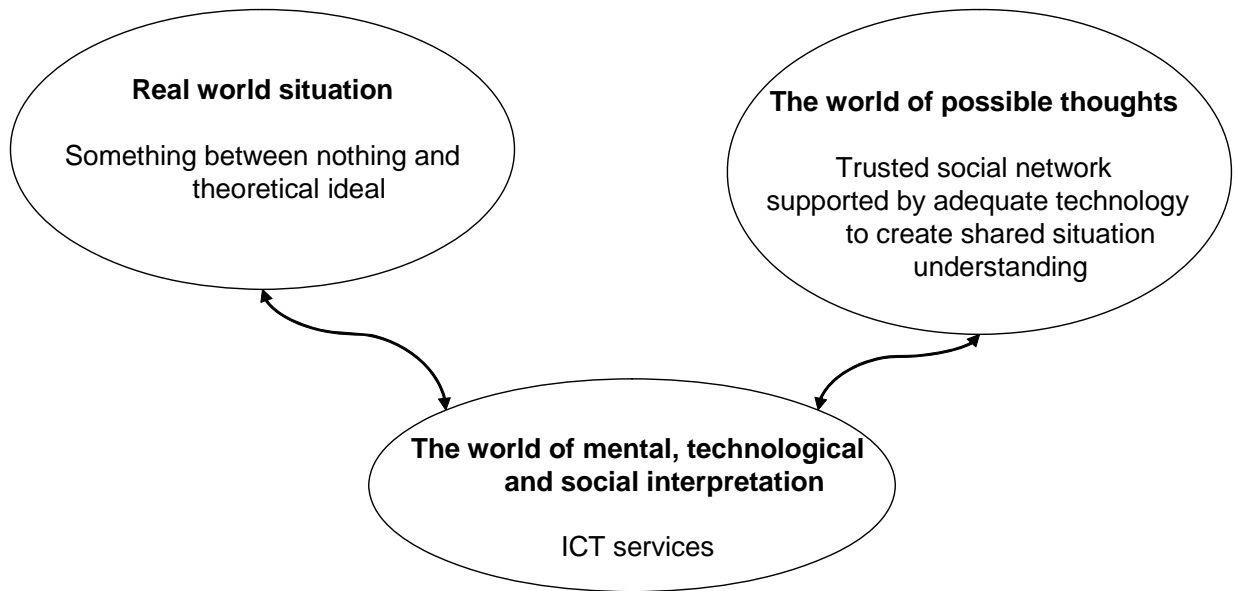 Real world situation
Something between nothing and
theoretical ideal
The world of possible thoughts
Trusted social network
supported by adequate technology
to create shared situation
understanding
The world of mental, technological
and social interpretation
ICT services